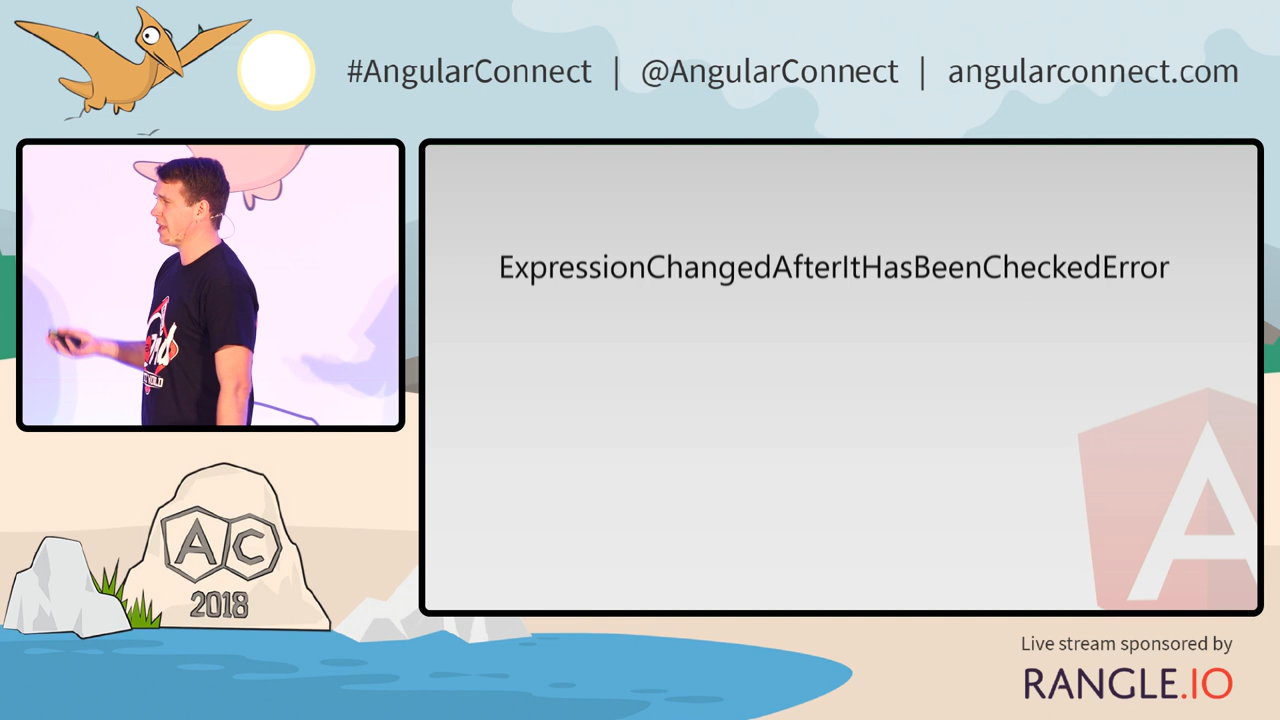 #AngularConnect | @AngularConnect | angularconnect.com
ExpressionChangedAfterItHasBeenCheckedError
A
AC
2018
Live stream sponsored by
RANGLE.IO